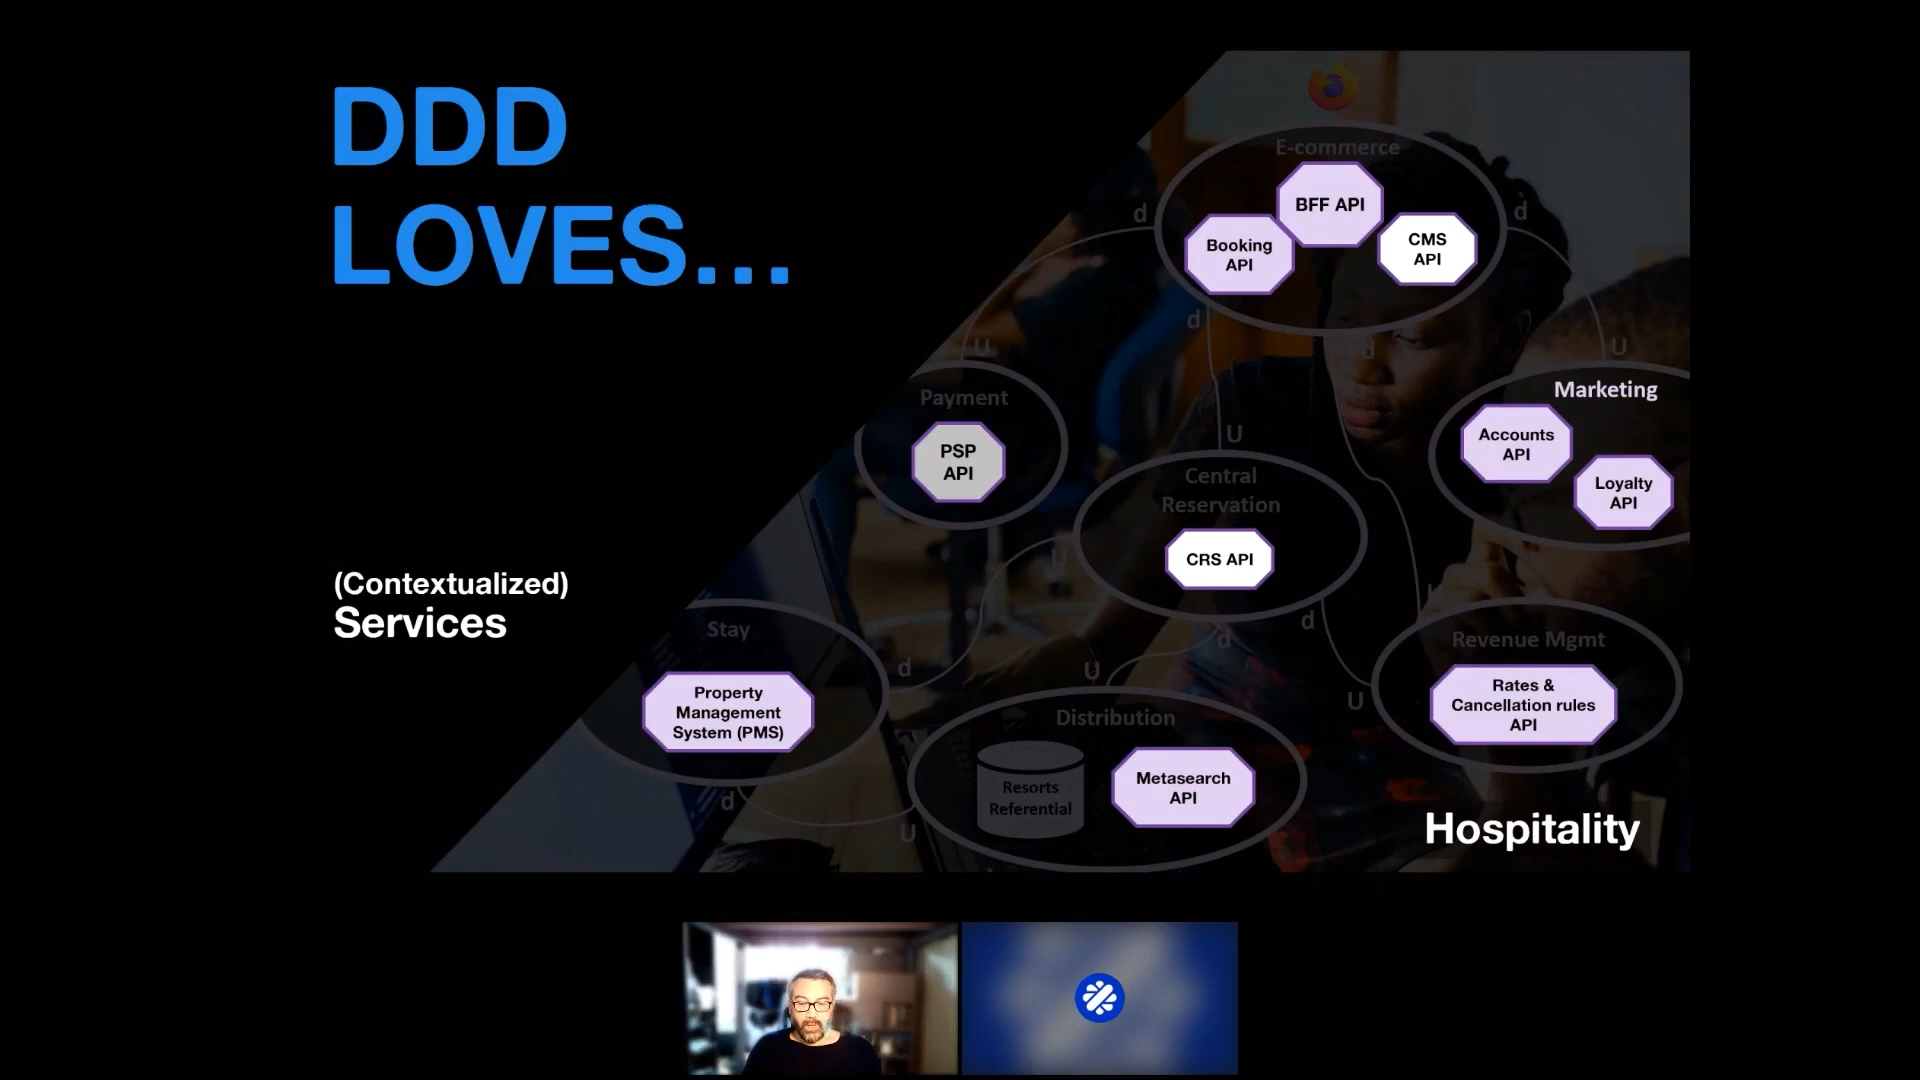 DDD
LOVES...
(Contextualized)
Services
E-commerce
BFF API
Booking
API
CMS
API
d
d
d
d
U
U
Payment
PSP
API
Marketing
Accounts
API
Loyalty
API
U
Central
Reservation
CRS API
U
Stay
Property
Management
System (PMS)
d
d
d
U
U
Distribution
Resorts
Referential
Metasearch
API
Revenue Mgmt
Rates &
Cancellation rules
API
U
d
U
Hospitality